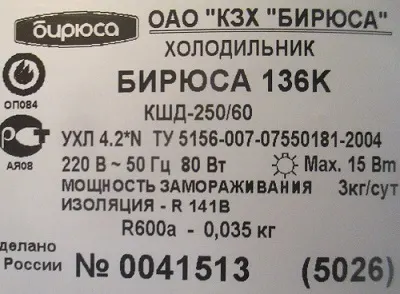 бирюса
ОАО "КЗХ "БИРЮСА"
ХОЛОДИЛЬНИК
БИРЮСА 136К
ОП084
КШД-250/60
РСТ
АЯ08
УХЛ 4.2*N ТУ 5156-007-07550181-2004
220 В ~ 50 Гц 80 Вт Max. 15 Вт
МОЩНОСТЬ ЗАМОРАЖИВАНИЯ 3кг/сут
ИЗОЛЯЦИЯ - R 141B
R600a - 0,035 кг
делано
России № 0041513 (5026)